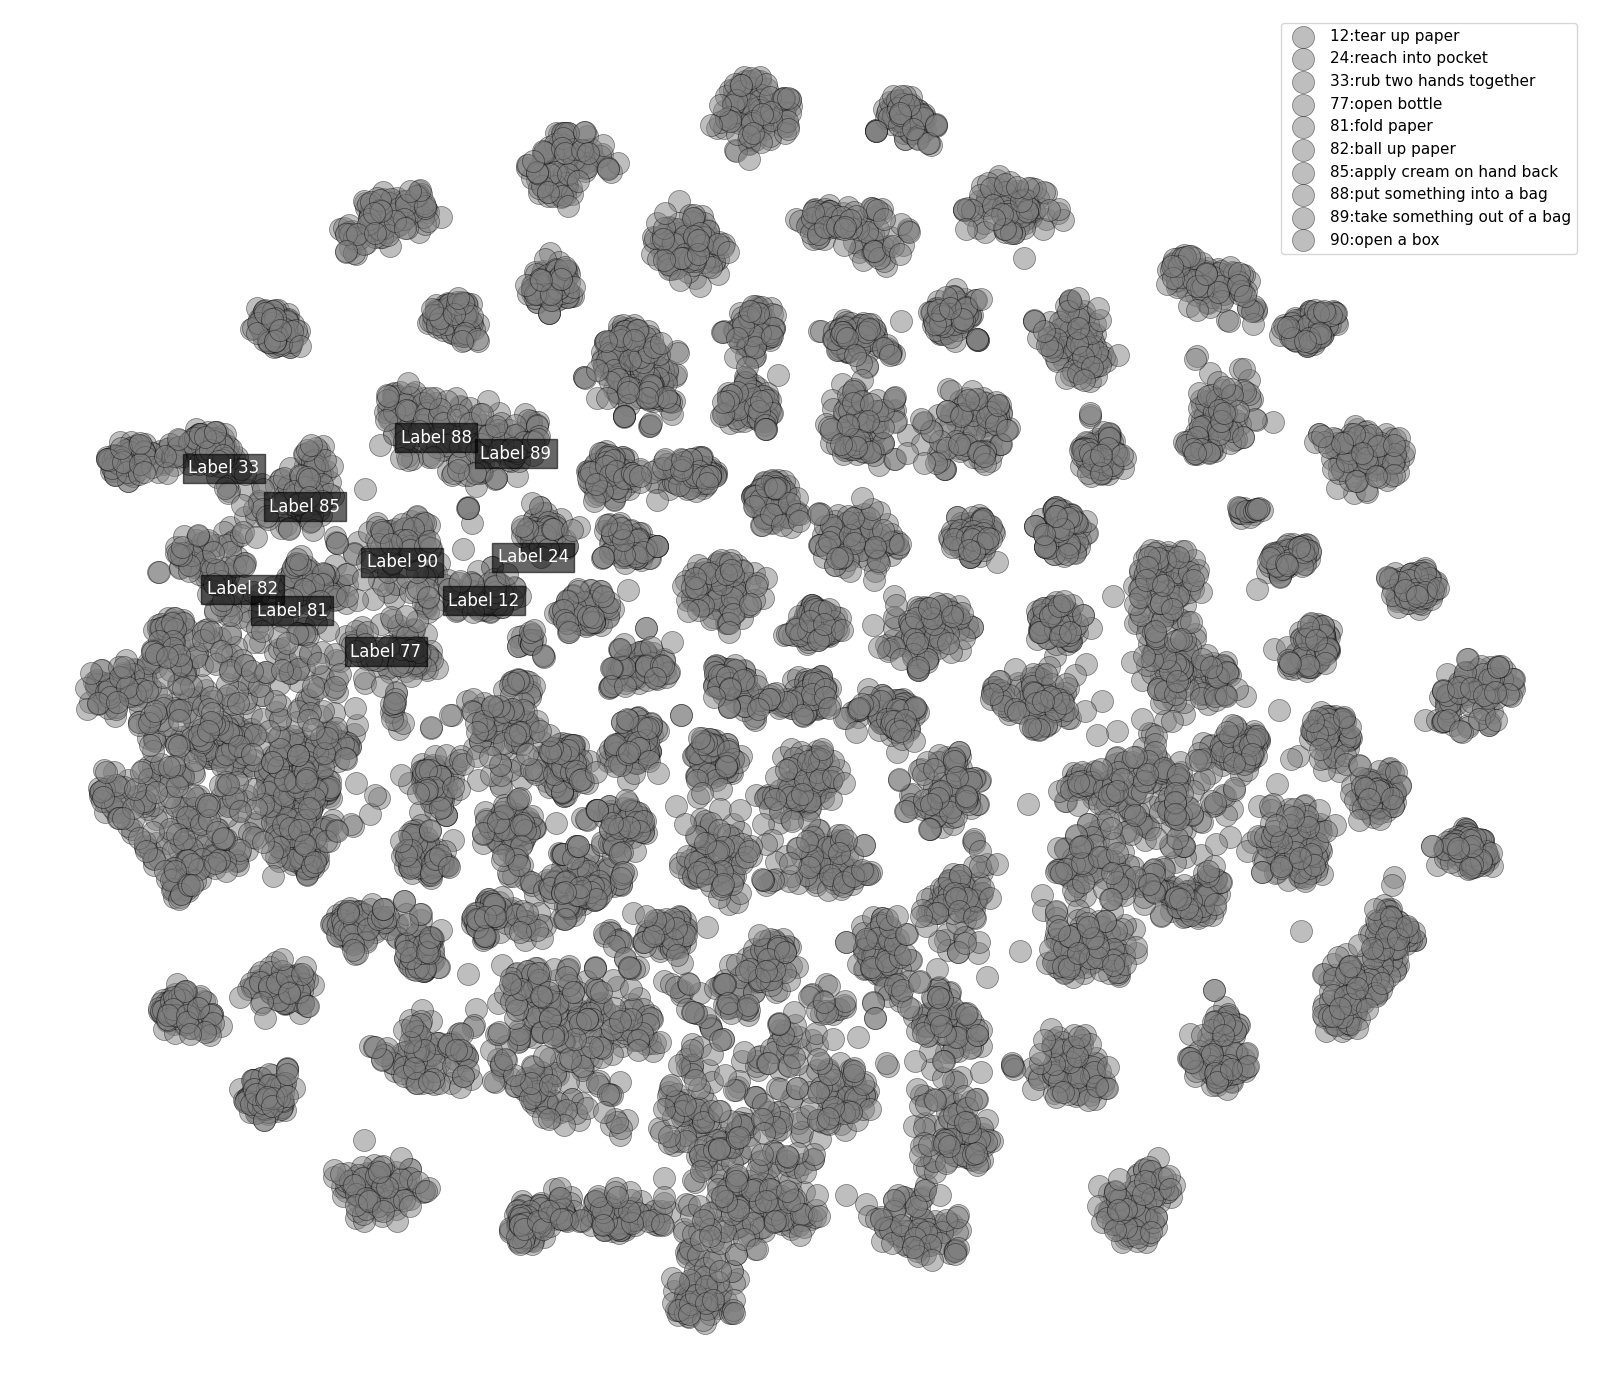 12:tear up paper
24:reach into pocket
33:rub two hands together
77:open bottle
81:fold paper
82:ball up paper
85:apply cream on hand back
88:put something into a bag
89:take something out of a bag
90:open a box
Label 88
Label 89
Label 33
Label 85
Label 24
Label 90
Label 82
Label 12
Label 81
Label 77